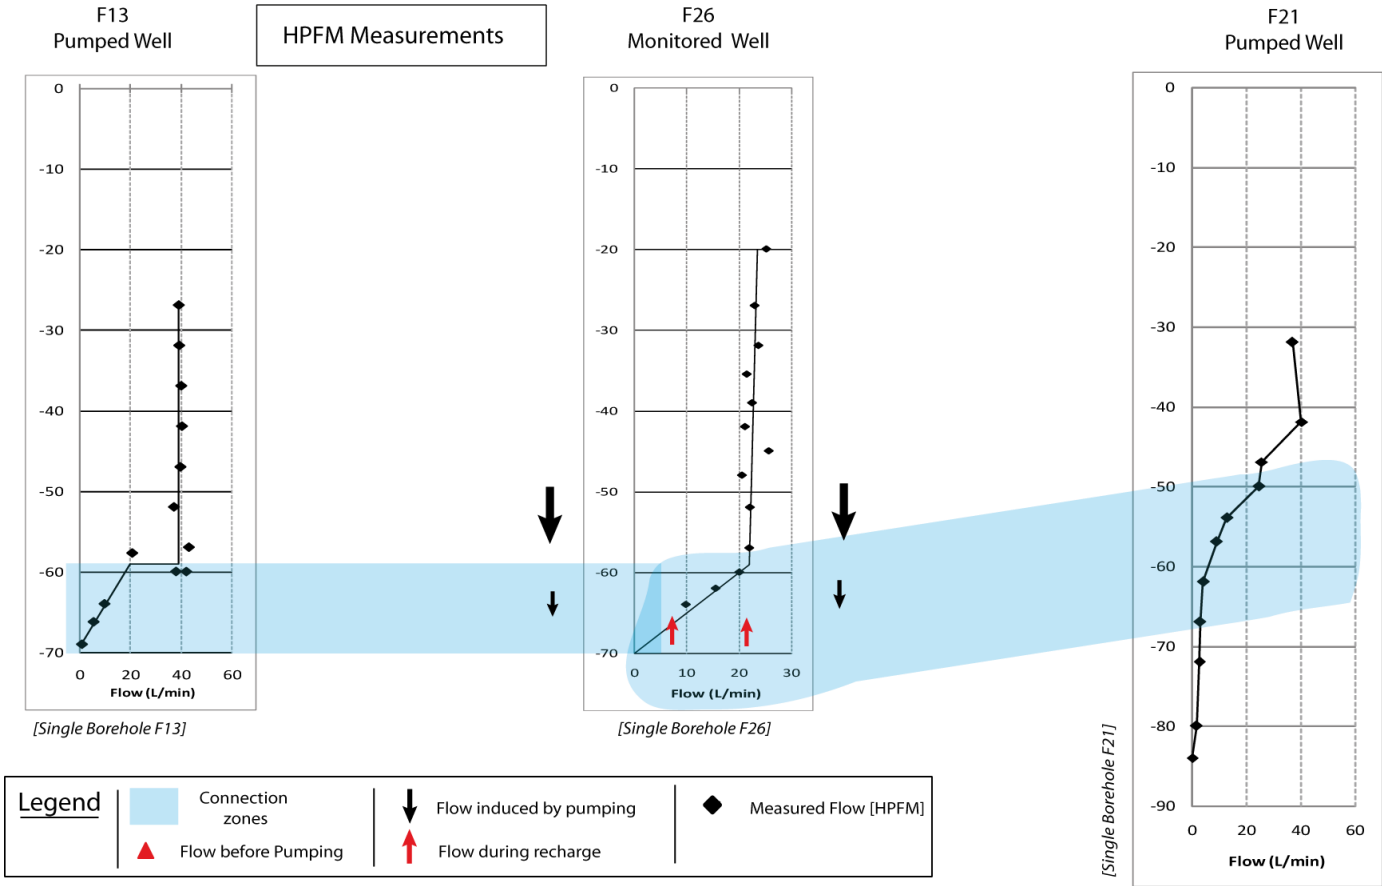 F13
Pumped Well
HPFM Measurements
F26
Monitored Well
F21
Pumped Well
0
-10
-20
-30
-40
-50
-60
-70
0 20 40 60
Flow (L/min)
[Single Borehole F13]
0
-10
-20
-30
-40
-50
-60
-70
0 10 20 30
Flow (L/min)
[Single Borehole F26]
0
-10
-20
-30
-40
-50
-60
-70
-80
-90
0 20 40 60
Flow (L/min)
[Single Borehole F21]
Legend
Connection
zones
Flow before Pumping
Flow induced by pumping
Flow during recharge
Measured Flow [HPFM]